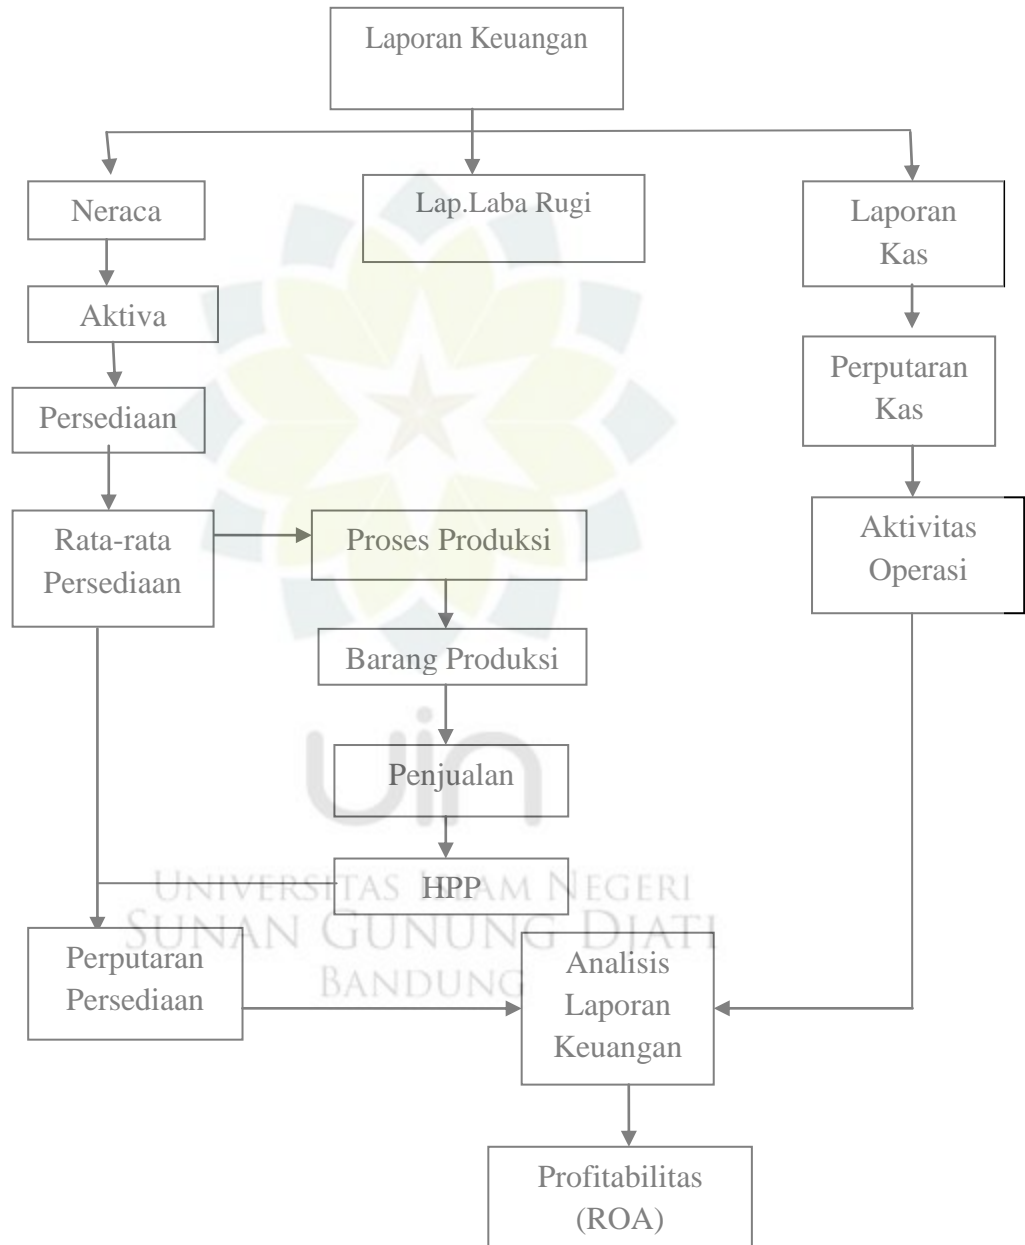 Laporan Keuangan
Neraca
Lap.Laba Rugi
Laporan
Kas
Aktiva
Perputaran
Kas
Persediaan
Rata-rata
Persediaan
Proses Produksi
Aktivitas
Operasi
Barang Produksi
Penjualan
uin
HPP
UNIVERSITAS ISLAM NEGERI
SUNAN GUNUNG DJATI
BANDUNG
Perputaran
Persediaan
Analisis
Laporan
Keuangan
Profitabilitas
(ROA)